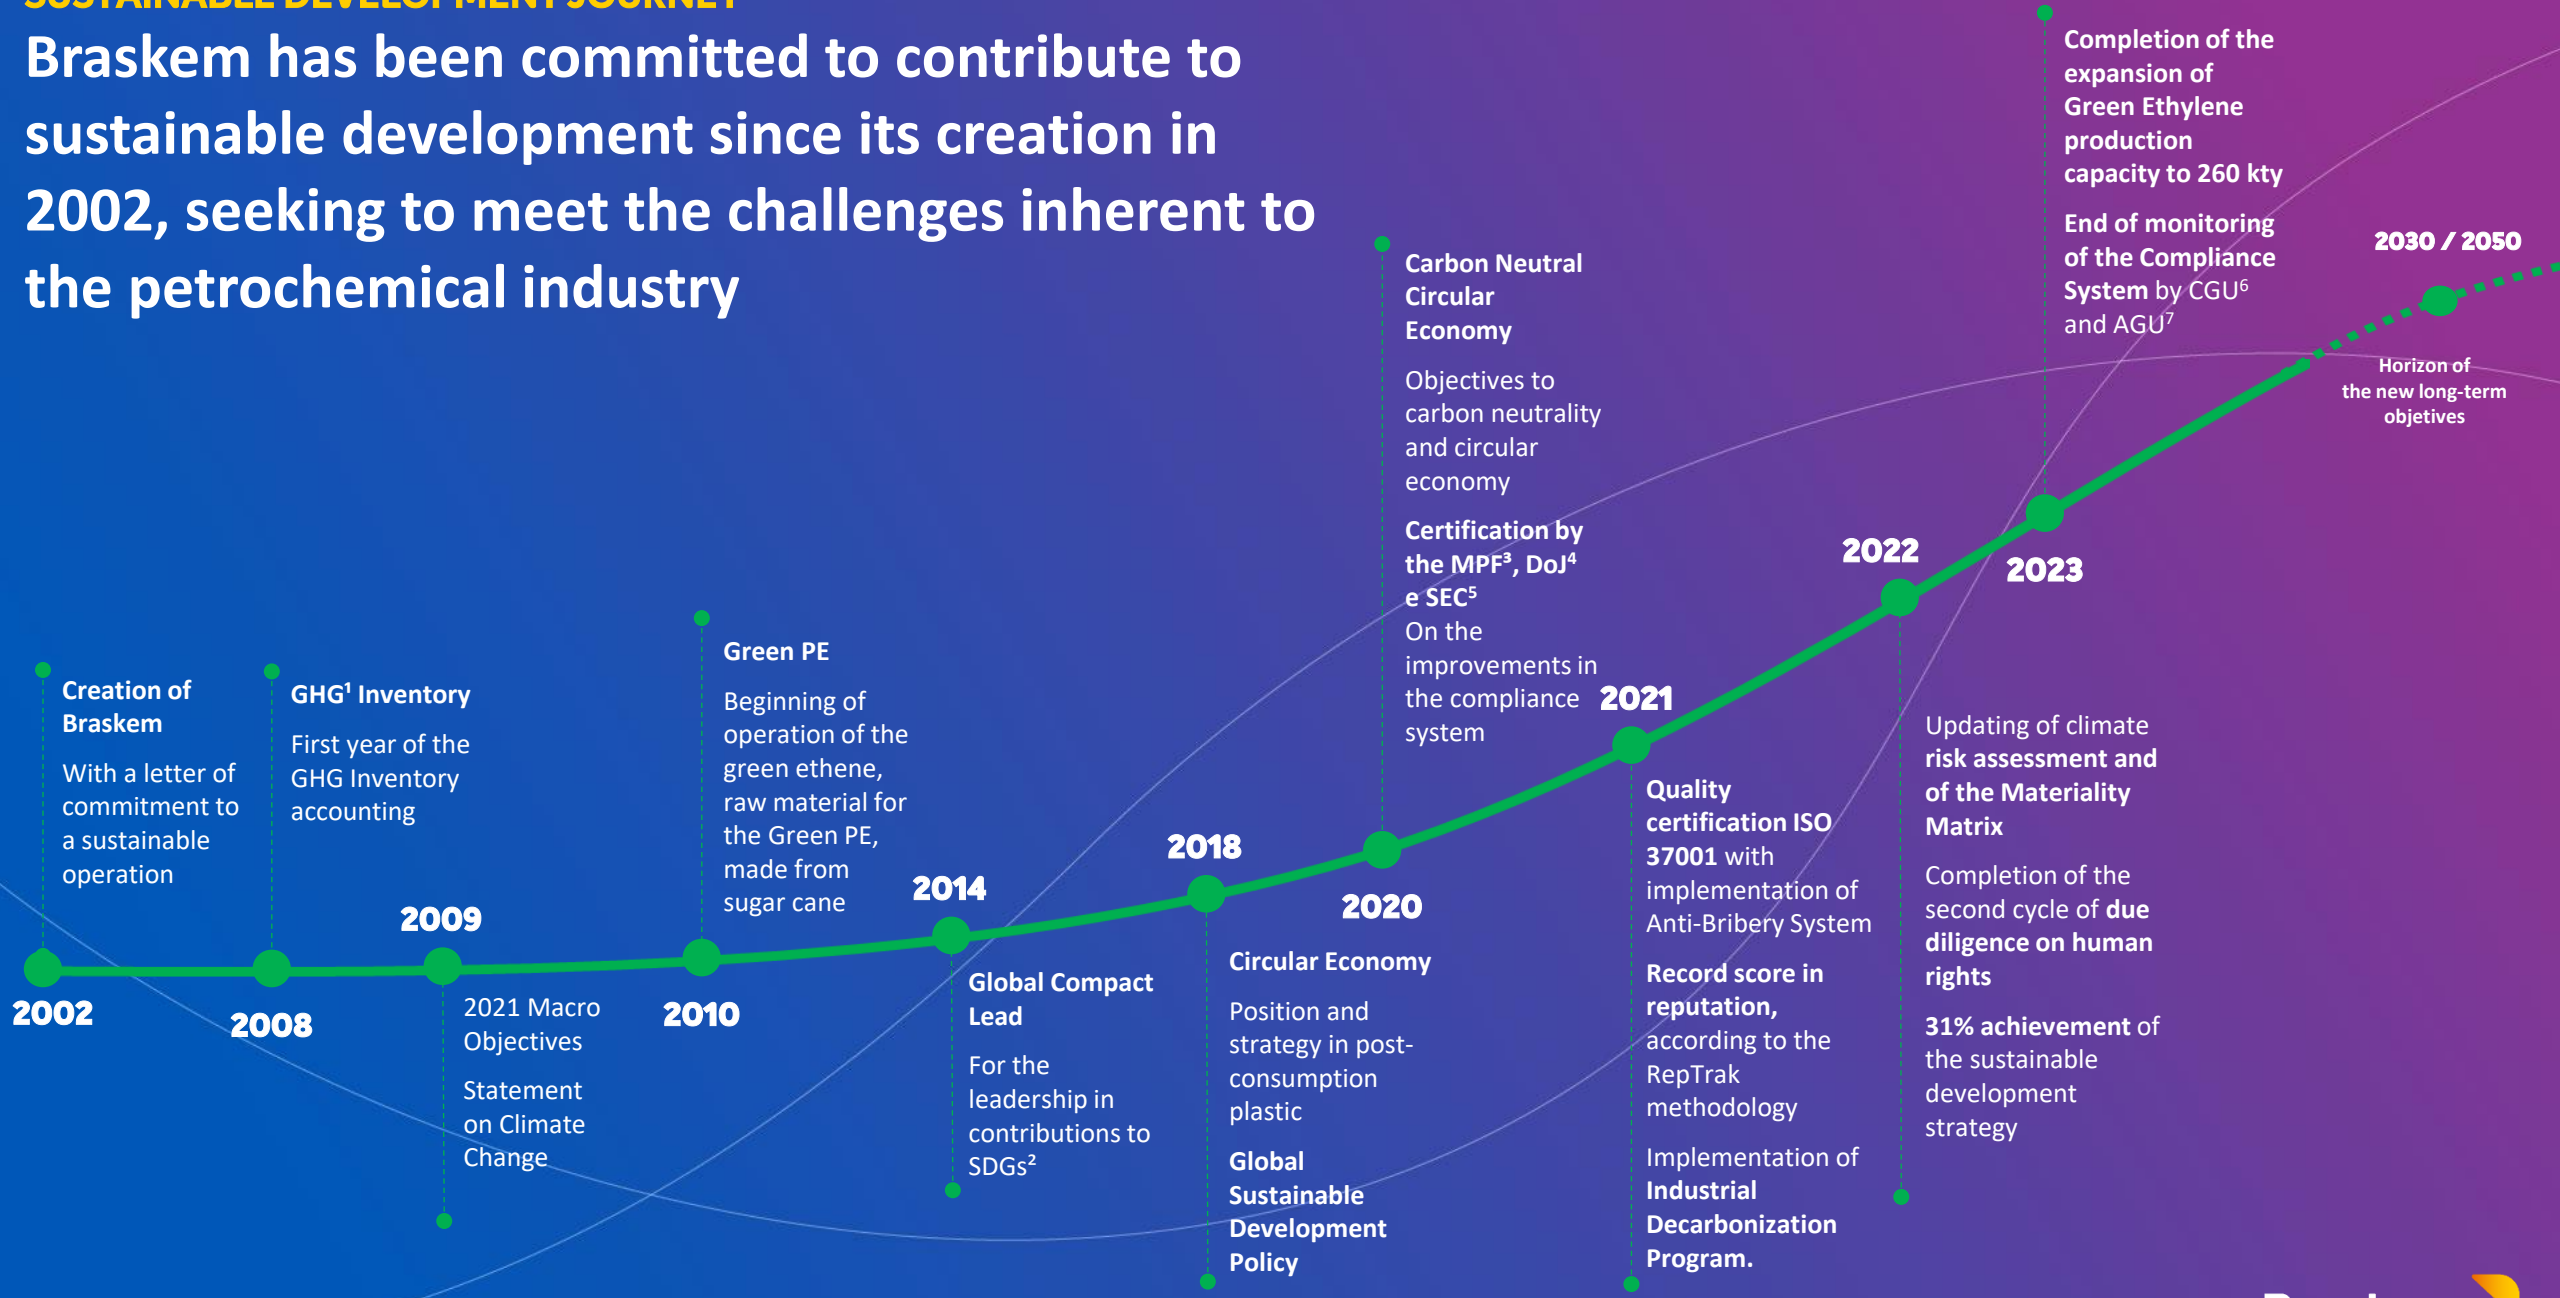 SUSTAINABLE DEVELOPMENT JOURNEY
Braskem has been committed to contribute to
sustainable development since its creation in
2002, seeking to meet the challenges inherent to
the petrochemical industry
Creation of
Braskem
With a letter of
commitment to
a sustainable
operation
2002
GHG¹ Inventory
First year of the
GHG Inventory
accounting
2008
2009
2021 Macro
Objectives
Statement
on Climate
Change
Green PE
Beginning of
operation of the
green ethene,
raw material for
the Green PE,
made from
sugar cane
2010
2014
Global Compact
Lead
For the
leadership in
contributions to
SDGs²
2018
Circular Economy
Position and
strategy in post-
consumption
plastic
Global
Sustainable
Development
Policy
Carbon Neutral
Circular
Economy
Objectives to
carbon neutrality
and circular
economy
Certification by
the MPF³, DoJ⁴
e SEC⁵
On the
improvements in
the compliance
system
2020
2021
Quality
certification ISO
37001 with
implementation of
Anti-Bribery System
Record score in
reputation,
according to the
RepTrak
methodology
Implementation of
Industrial
Decarbonization
Program.
2022
Updating of climate
risk assessment and
of the Materiality
Matrix
Completion of the
second cycle of due
diligence on human
rights
31% achievement of
the sustainable
development
strategy
Completion of the
expansion of
Green Ethylene
production
capacity to 260 kty
End of monitoring
of the Compliance
System by CGU⁶
and AGU⁷
2023
2030 / 2050
Horizon of
the new long-term
objetives